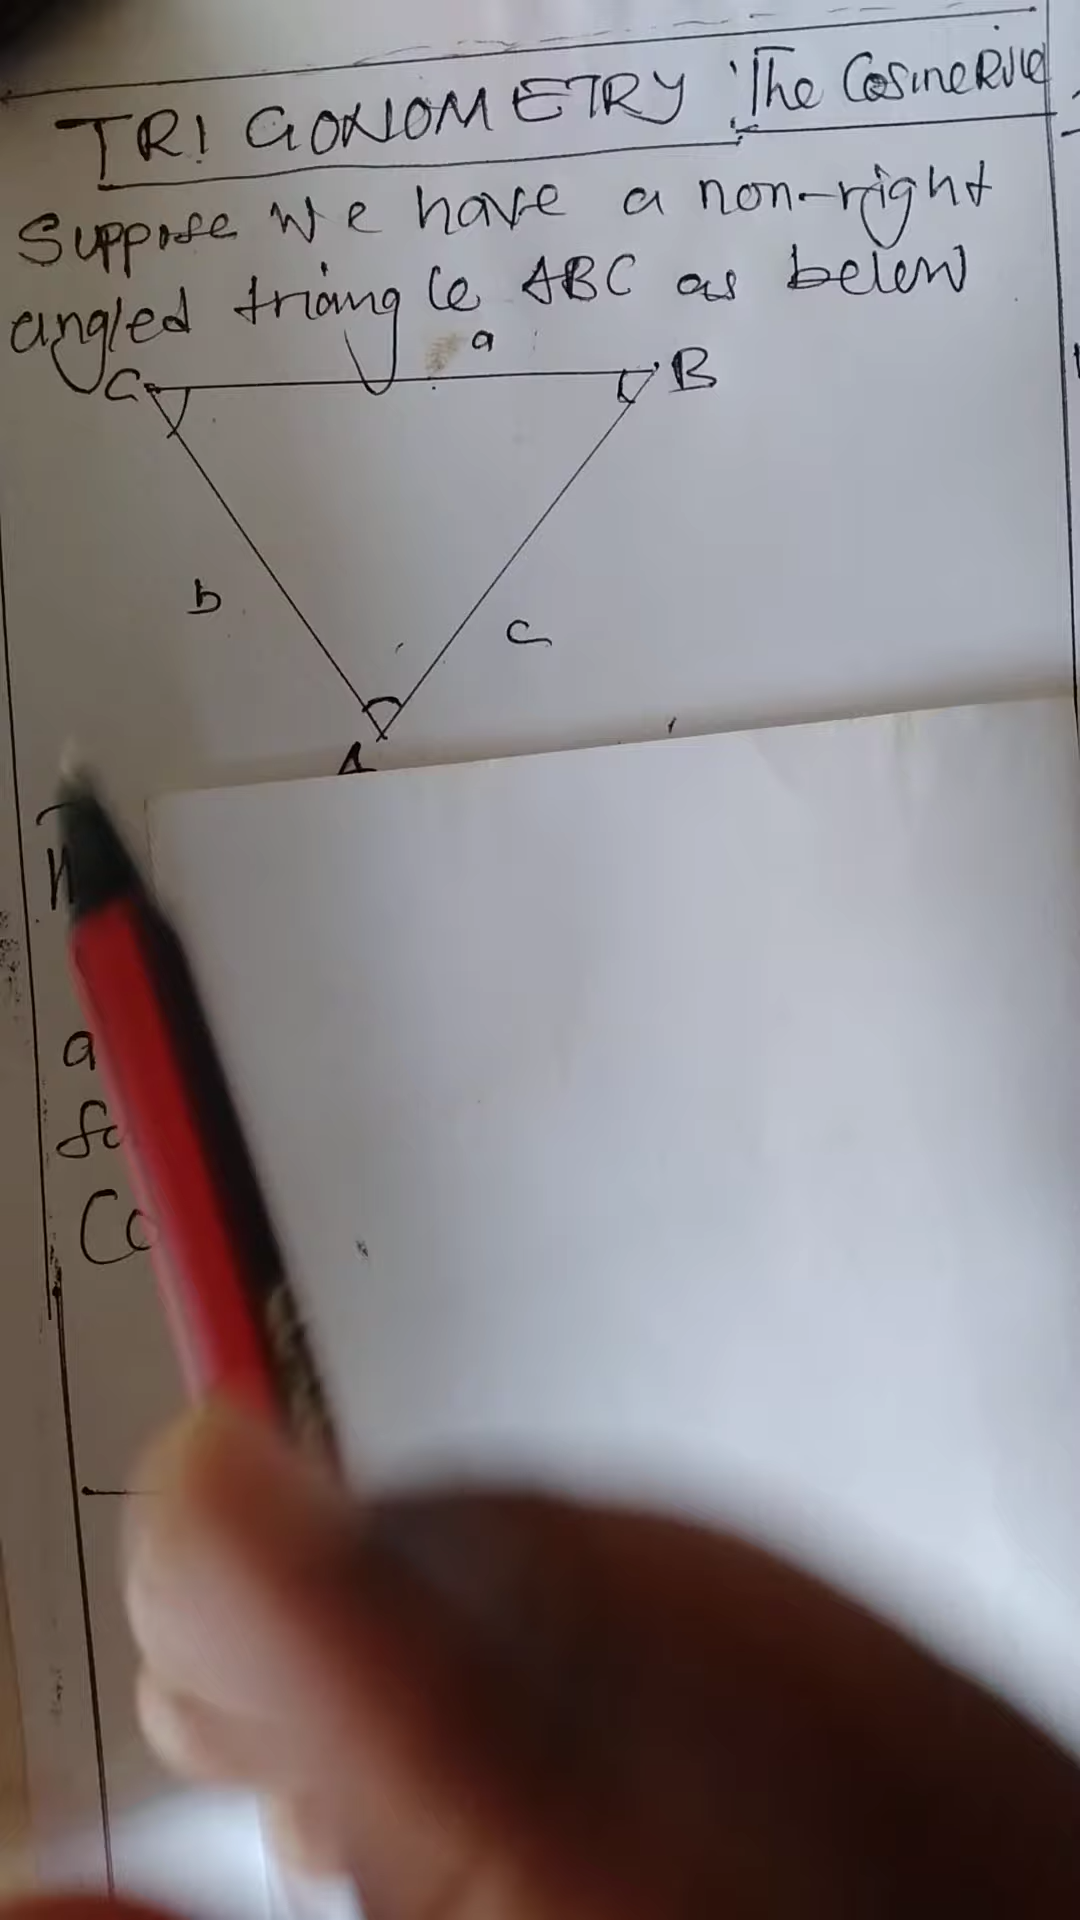 TRIGONOMETRY: The Cosine Rule
Suppose we have a non-right
angled triangle ABC as below
a
C
B
b
c
A
a